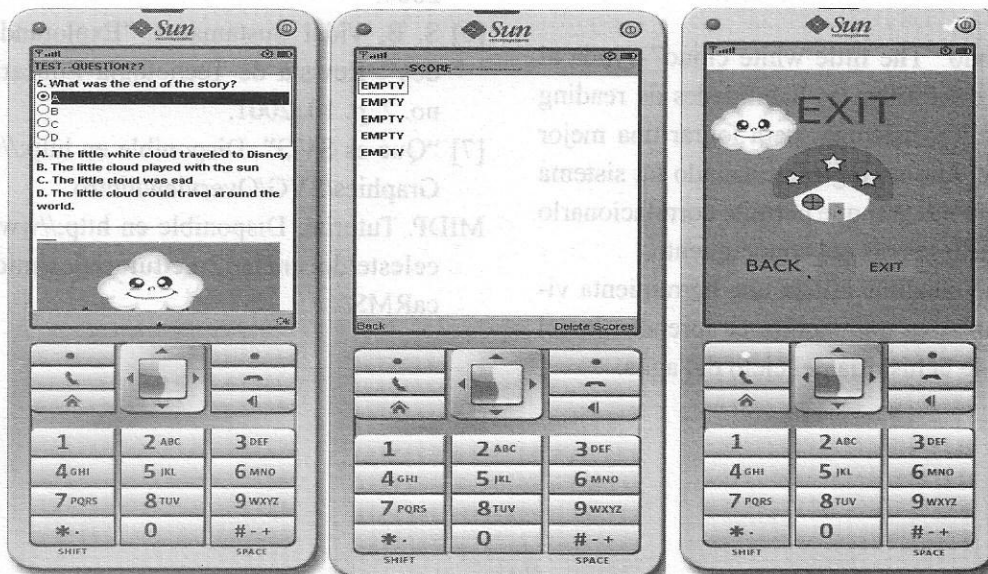 Sun
microsystems
TEST--QUESTION??
6. What was the end of the story?
A
B
C
D
A. The little white cloud traveled to Disney
B. The little cloud played with the sun
C. The little cloud was sad
D. The little cloud could travel around the
world.
Ok
1
2 ABC
3 DEF
4 GHI
5 JKL
6 MNO
7 PQRS
8 TUV
9 WXYZ
* .
0
# - +
SHIFT
SPACE
Sun
microsystems
SCORE
EMPTY
EMPTY
EMPTY
EMPTY
EMPTY
Back
Delete Scores
1
2 ABC
3 DEF
4 GHI
5 JKL
6 MNO
7 PQRS
8 TUV
9 WXYZ
* .
0
# - +
SHIFT
SPACE
Sun
microsystems
EXIT
BACK
EXIT
1
2 ABC
3 DEF
4 GHI
5 JKL
6 MNO
7 PQRS
8 TUV
9 WXYZ
* .
0
# - +
SHIFT
SPACE